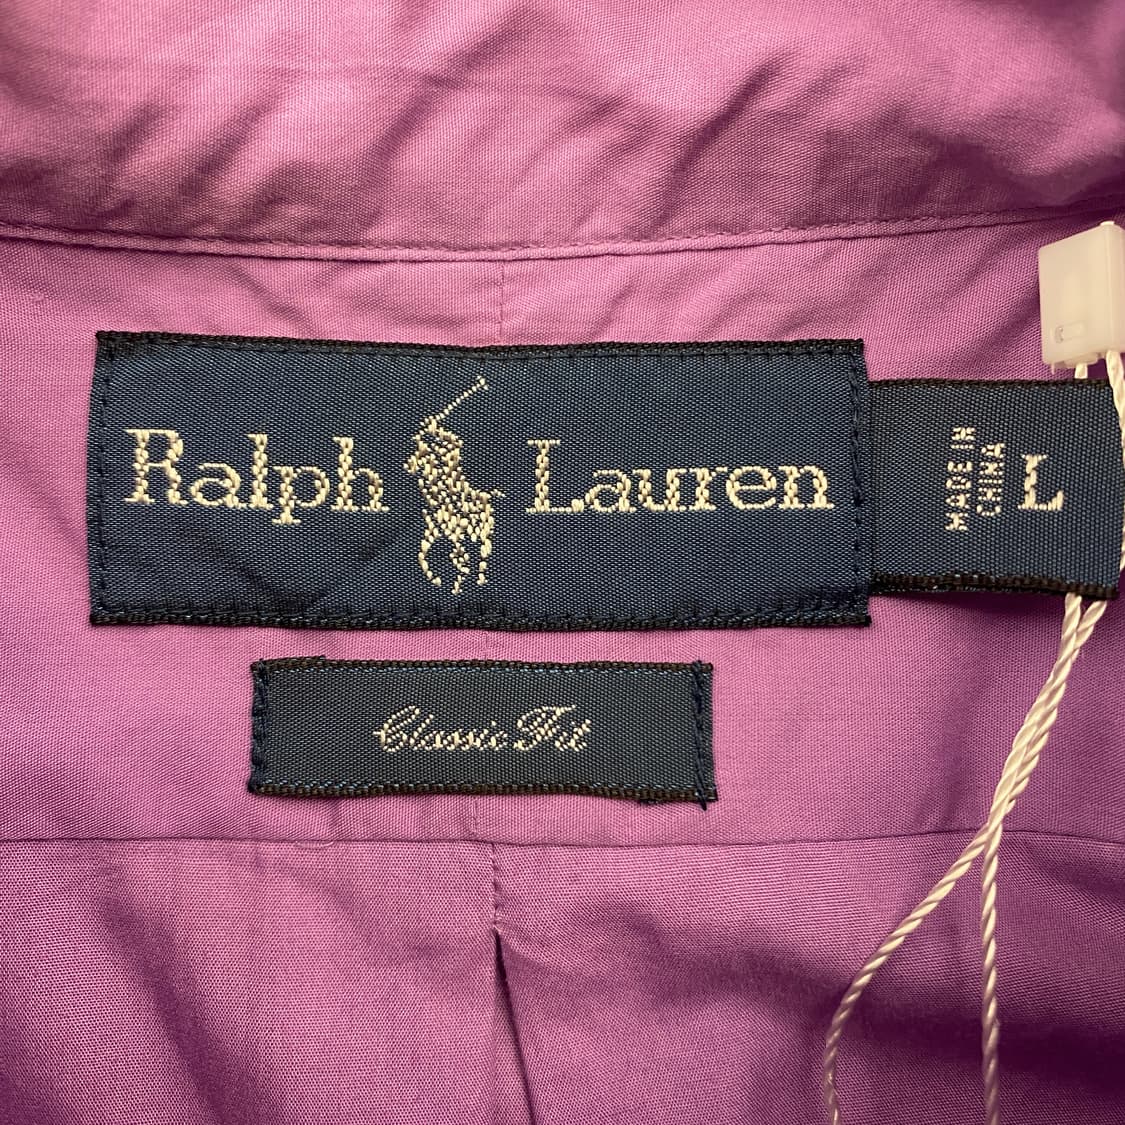 Ralph Lauren
MADE IN
CHINA
L
Classic Fit